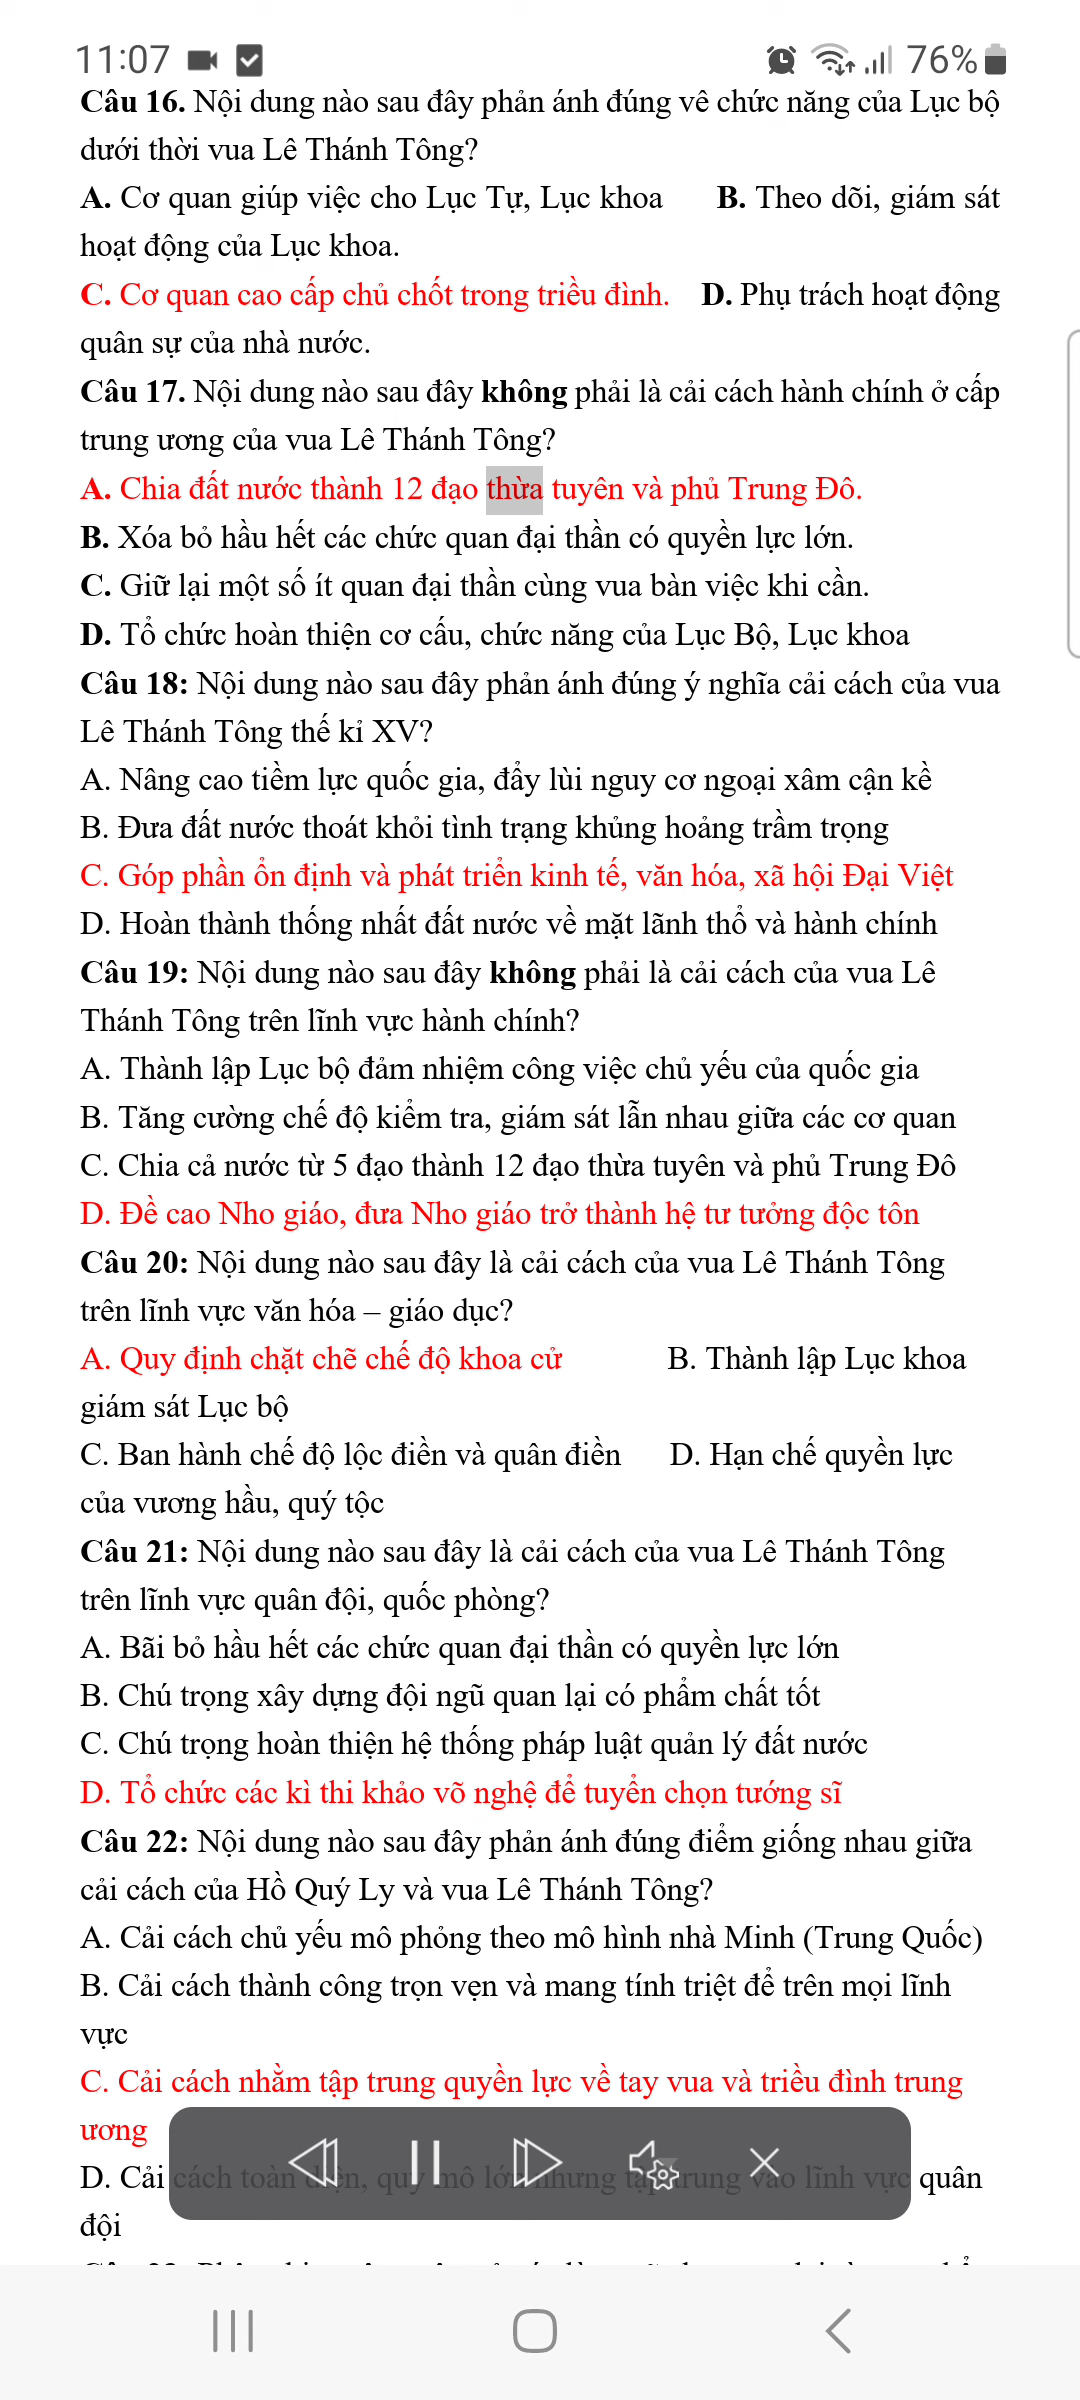 11:07 76%
Câu 16. Nội dung nào sau đây phản ánh đúng về chức năng của Lục bộ
dưới thời vua Lê Thánh Tông?
A. Cơ quan giúp việc cho Lục Tự, Lục khoa B. Theo dõi, giám sát
hoạt động của Lục khoa.
C. Cơ quan cao cấp chủ chốt trong triều đình. D. Phụ trách hoạt động
quân sự của nhà nước.
Câu 17. Nội dung nào sau đây không phải là cải cách hành chính ở cấp
trung ương của vua Lê Thánh Tông?
A. Chia đất nước thành 12 đạo thừa tuyên và phủ Trung Đô.
B. Xóa bỏ hầu hết các chức quan đại thần có quyền lực lớn.
C. Giữ lại một số ít quan đại thần cùng vua bàn việc khi cần.
D. Tổ chức hoàn thiện cơ cấu, chức năng của Lục Bộ, Lục khoa
Câu 18: Nội dung nào sau đây phản ánh đúng ý nghĩa cải cách của vua
Lê Thánh Tông thế kỉ XV?
A. Nâng cao tiềm lực quốc gia, đẩy lùi nguy cơ ngoại xâm cận kề
B. Đưa đất nước thoát khỏi tình trạng khủng hoảng trầm trọng
C. Góp phần ổn định và phát triển kinh tế, văn hóa, xã hội Đại Việt
D. Hoàn thành thống nhất đất nước về mặt lãnh thổ và hành chính
Câu 19: Nội dung nào sau đây không phải là cải cách của vua Lê
Thánh Tông trên lĩnh vực hành chính?
A. Thành lập Lục bộ đảm nhiệm công việc chủ yếu của quốc gia
B. Tăng cường chế độ kiểm tra, giám sát lẫn nhau giữa các cơ quan
C. Chia cả nước từ 5 đạo thành 12 đạo thừa tuyên và phủ Trung Đô
D. Đề cao Nho giáo, đưa Nho giáo trở thành hệ tư tưởng độc tôn
Câu 20: Nội dung nào sau đây là cải cách của vua Lê Thánh Tông
trên lĩnh vực văn hóa – giáo dục?
A. Quy định chặt chẽ chế độ khoa cử B. Thành lập Lục khoa
giám sát Lục bộ
C. Ban hành chế độ lộc điền và quân điền D. Hạn chế quyền lực
của vương hầu, quý tộc
Câu 21: Nội dung nào sau đây là cải cách của vua Lê Thánh Tông
trên lĩnh vực quân đội, quốc phòng?
A. Bãi bỏ hầu hết các chức quan đại thần có quyền lực lớn
B. Chú trọng xây dựng đội ngũ quan lại có phẩm chất tốt
C. Chú trọng hoàn thiện hệ thống pháp luật quản lý đất nước
D. Tổ chức các kì thi khảo võ nghệ để tuyển chọn tướng sĩ
Câu 22: Nội dung nào sau đây phản ánh đúng điểm giống nhau giữa
cải cách của Hồ Quý Ly và vua Lê Thánh Tông?
A. Cải cách chủ yếu mô phỏng theo mô hình nhà Minh (Trung Quốc)
B. Cải cách thành công trọn vẹn và mang tính triệt để trên mọi lĩnh
vực
C. Cải cách nhằm tập trung quyền lực về tay vua và triều đình trung
ương
D. Cải cách toàn diện, quy mô lớn nhưng tập trung vào lĩnh vực quân
đội